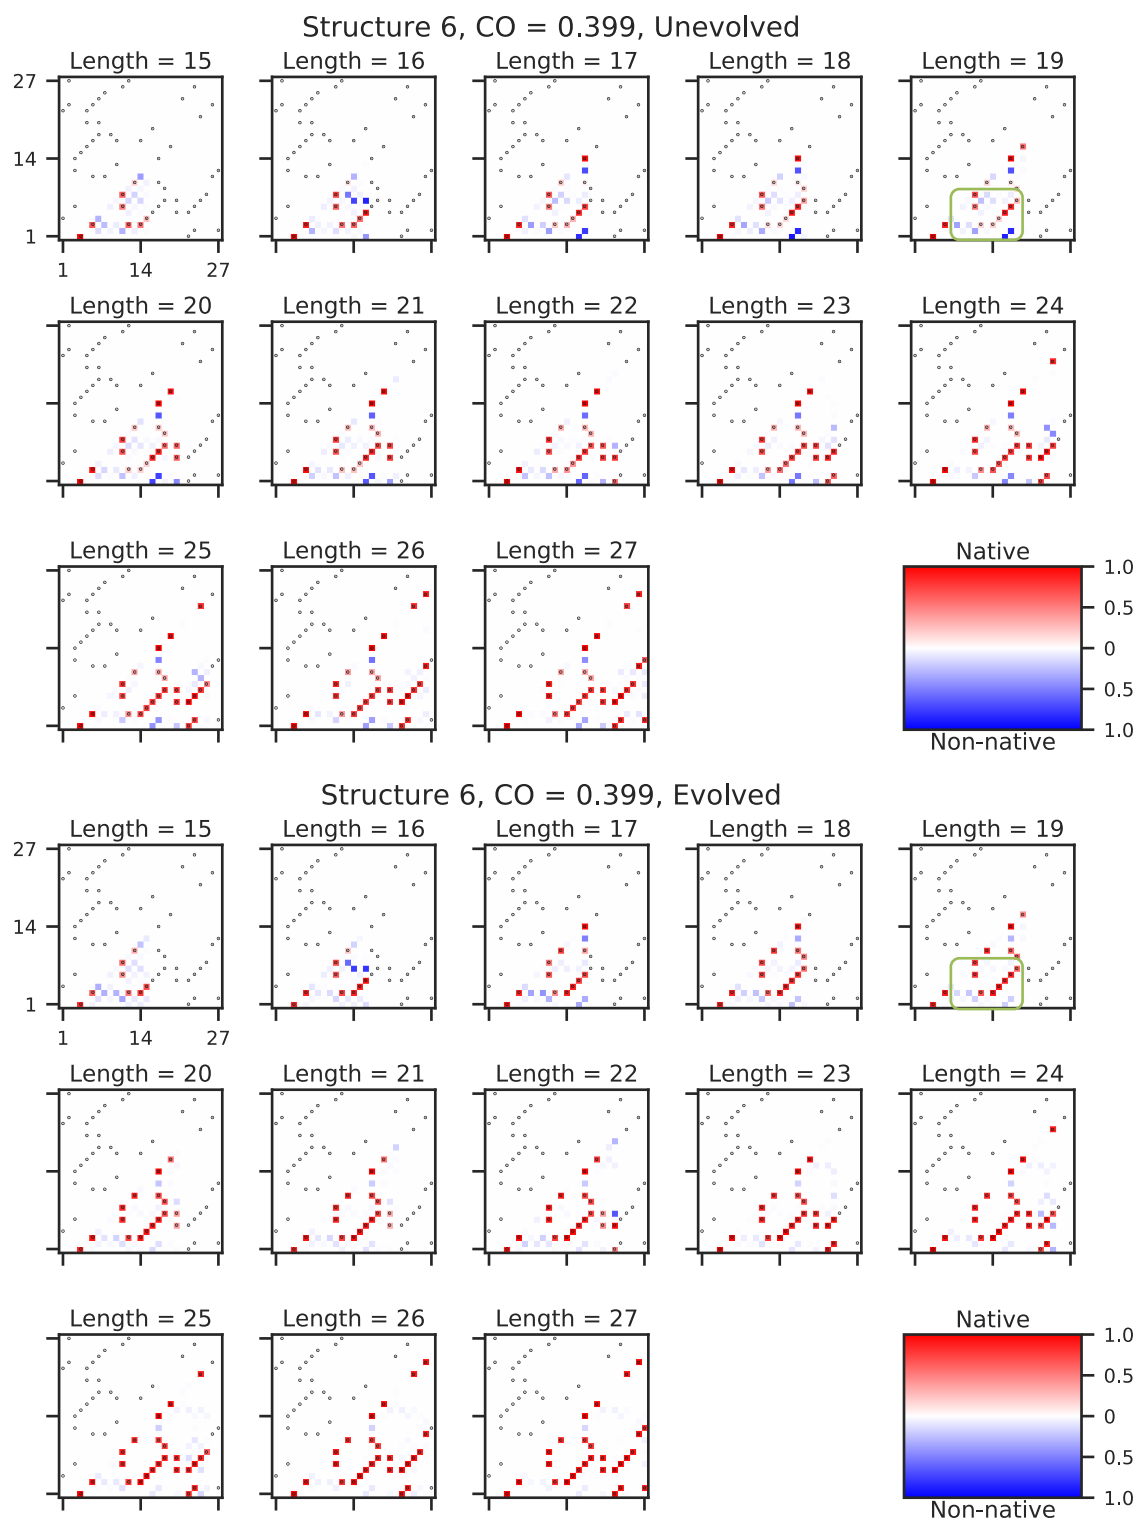 Structure 6, CO = 0.399, Unevolved
Length = 15 Length = 16 Length = 17 Length = 18 Length = 19
27
14
1
1 14 27
Length = 20 Length = 21 Length = 22 Length = 23 Length = 24
Length = 25 Length = 26 Length = 27
Native
1.0
0.5
0
0.5
1.0
Non-native
Structure 6, CO = 0.399, Evolved
Length = 15 Length = 16 Length = 17 Length = 18 Length = 19
27
14
1
1 14 27
Length = 20 Length = 21 Length = 22 Length = 23 Length = 24
Length = 25 Length = 26 Length = 27
Native
1.0
0.5
0
0.5
1.0
Non-native